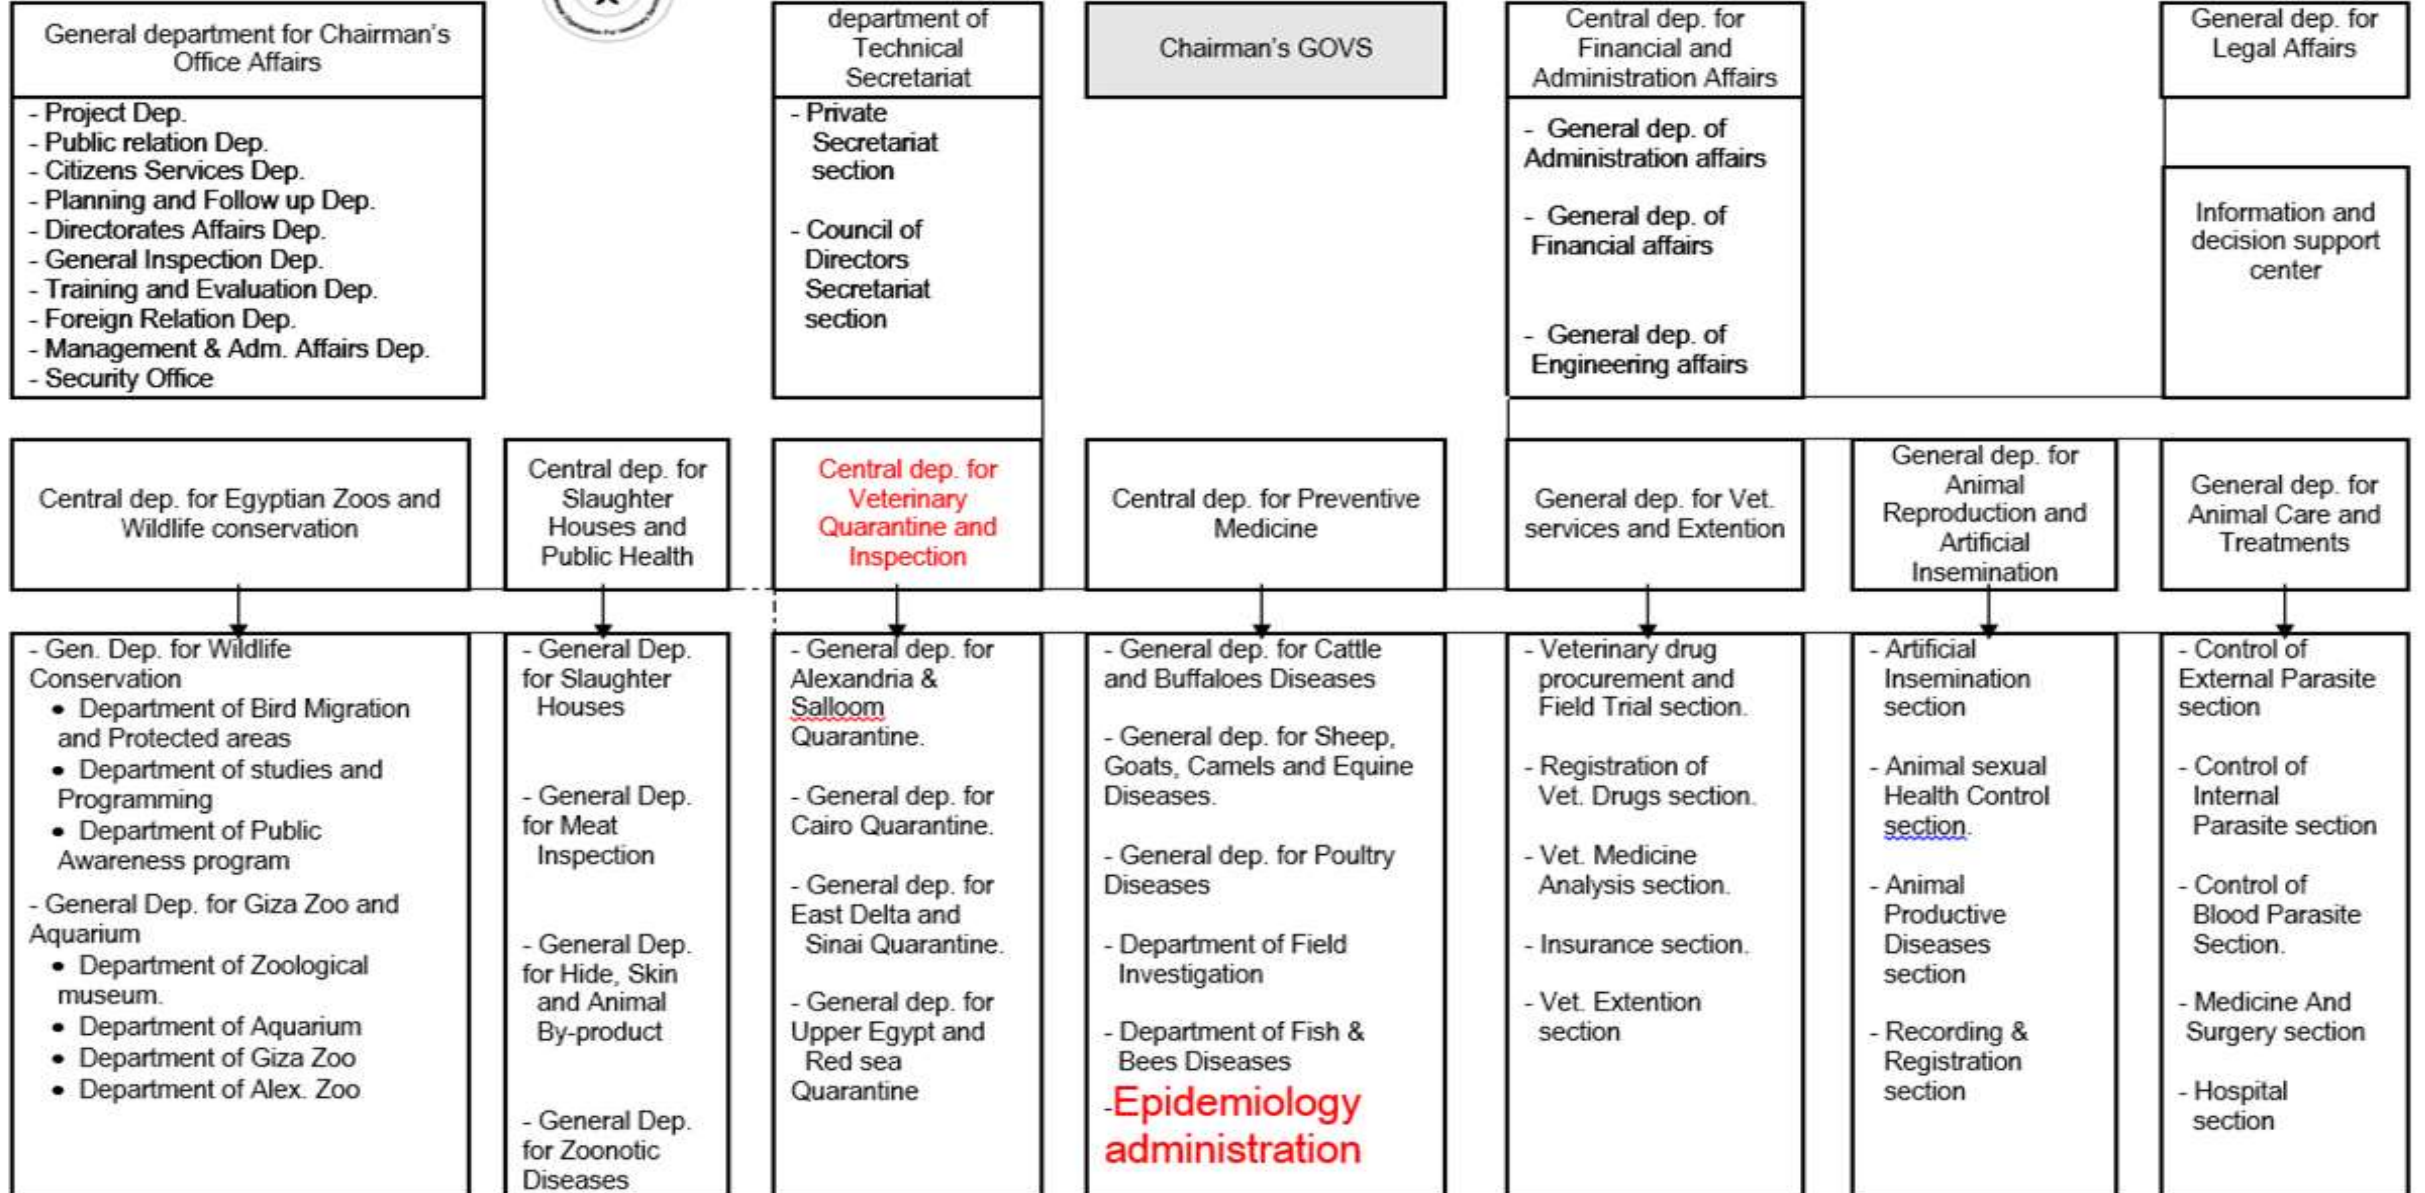 General department for Chairman's
Office Affairs
- Project Dep.
- Public relation Dep.
- Citizens Services Dep.
- Planning and Follow up Dep.
- Directorates Affairs Dep.
- General Inspection Dep.
- Training and Evaluation Dep.
- Foreign Relation Dep.
- Management & Adm. Affairs Dep.
- Security Office
department of
Technical
Secretariat
- Private
Secretariat
section
- Council of
Directors
Secretariat
section
Chairman's GOVS
Central dep. for
Financial and
Administration Affairs
- General dep. of
Administration affairs
- General dep. of
Financial affairs
- General dep. of
Engineering affairs
General dep. for
Legal Affairs
Information and
decision support
center
Central dep. for Egyptian Zoos and
Wildlife conservation
- Gen. Dep. for Wildlife
Conservation
• Department of Bird Migration
and Protected areas
• Department of studies and
Programming
• Department of Public
Awareness program
- General Dep. for Giza Zoo and
Aquarium
• Department of Zoological
museum.
• Department of Aquarium
• Department of Giza Zoo
• Department of Alex. Zoo
Central dep. for
Slaughter
Houses and
Public Health
- General Dep.
for Slaughter
Houses
- General Dep.
for Meat
Inspection
- General Dep.
for Hide, Skin
and Animal
By-product
- General Dep.
for Zoonotic
Diseases
Central dep. for
Veterinary
Quarantine and
Inspection
- General dep. for
Alexandria &
Salloom
Quarantine.
- General dep. for
Cairo Quarantine.
- General dep. for
East Delta and
Sinai Quarantine.
- General dep. for
Upper Egypt and
Red sea
Quarantine
Central dep. for Preventive
Medicine
- General dep. for Cattle
and Buffaloes Diseases
- General dep. for Sheep,
Goats, Camels and Equine
Diseases.
- General dep. for Poultry
Diseases
- Department of Field
Investigation
- Department of Fish &
Bees Diseases
-Epidemiology
administration
General dep. for Vet.
services and Extention
- Veterinary drug
procurement and
Field Trial section.
- Registration of
Vet. Drugs section.
- Vet. Medicine
Analysis section.
- Insurance section.
- Vet. Extention
section
General dep. for
Animal
Reproduction and
Artificial
Insemination
- Artificial
Insemination
section
- Animal sexual
Health Control
section.
- Animal
Productive
Diseases
section
- Recording &
Registration
section
General dep. for
Animal Care and
Treatments
- Control of
External Parasite
section
- Control of
Internal
Parasite section
- Control of
Blood Parasite
Section.
- Medicine And
Surgery section
- Hospital
section